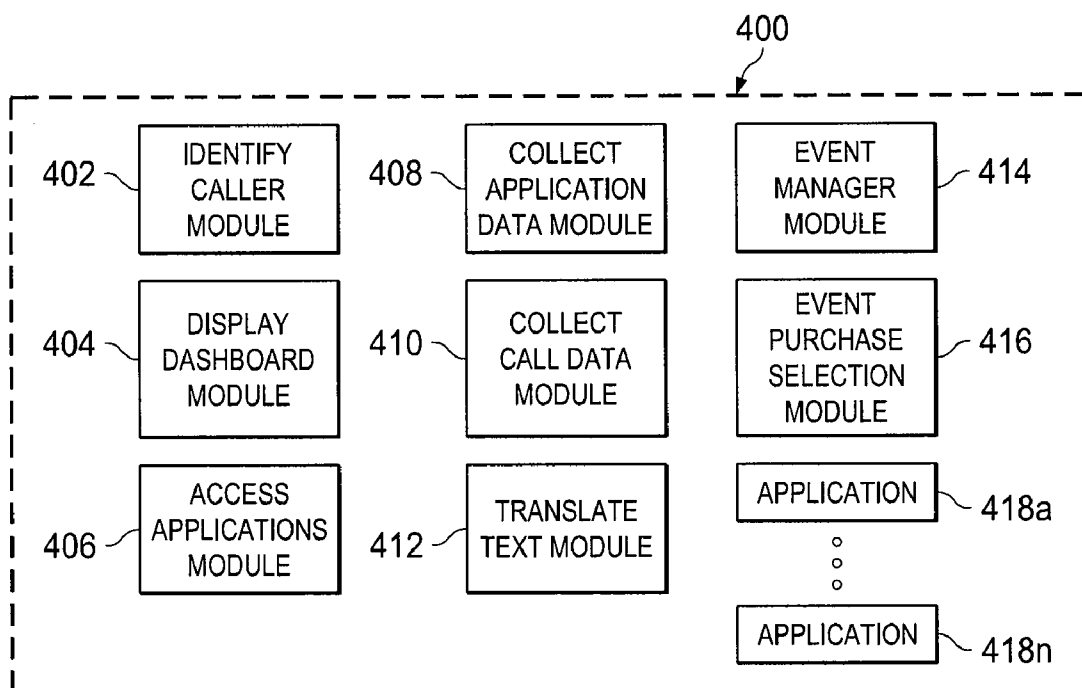 400
402
IDENTIFY
CALLER
MODULE
408
COLLECT
APPLICATION
DATA MODULE
EVENT
MANAGER
MODULE
414
404
DISPLAY
DASHBOARD
MODULE
410
COLLECT
CALL DATA
MODULE
EVENT
PURCHASE
SELECTION
MODULE
416
406
ACCESS
APPLICATIONS
MODULE
412
TRANSLATE
TEXT MODULE
APPLICATION
418a
APPLICATION
418n